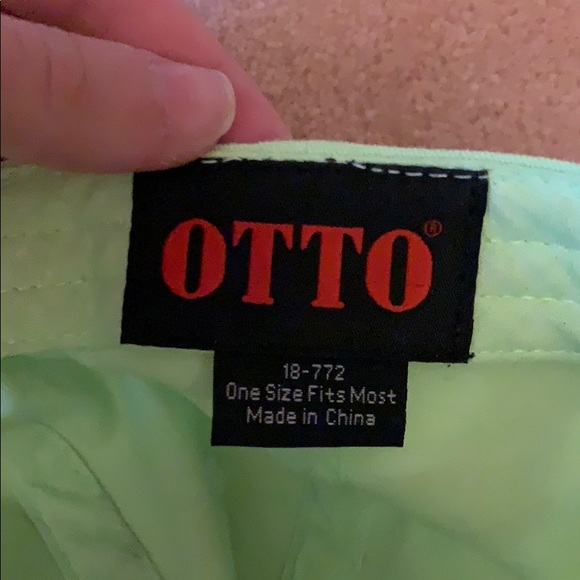 OTTO®
18-772
One Size Fits Most
Made in China